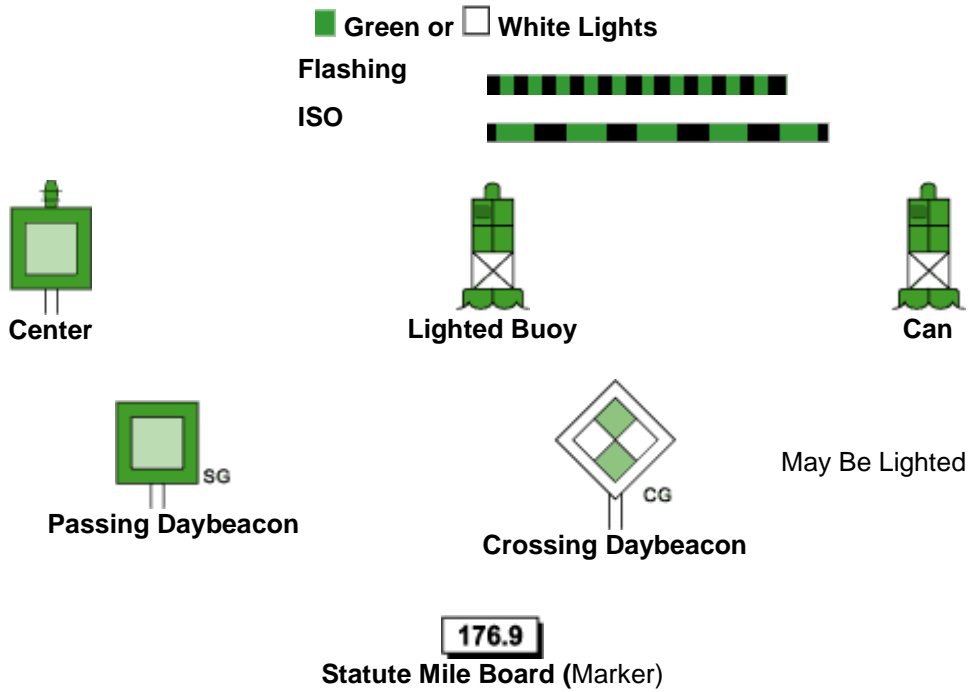 Green or White Lights
Flashing
ISO
Center
Lighted Buoy
Can
SG
Passing Daybeacon
CG
May Be Lighted
Crossing Daybeacon
176.9
Statute Mile Board (Marker)